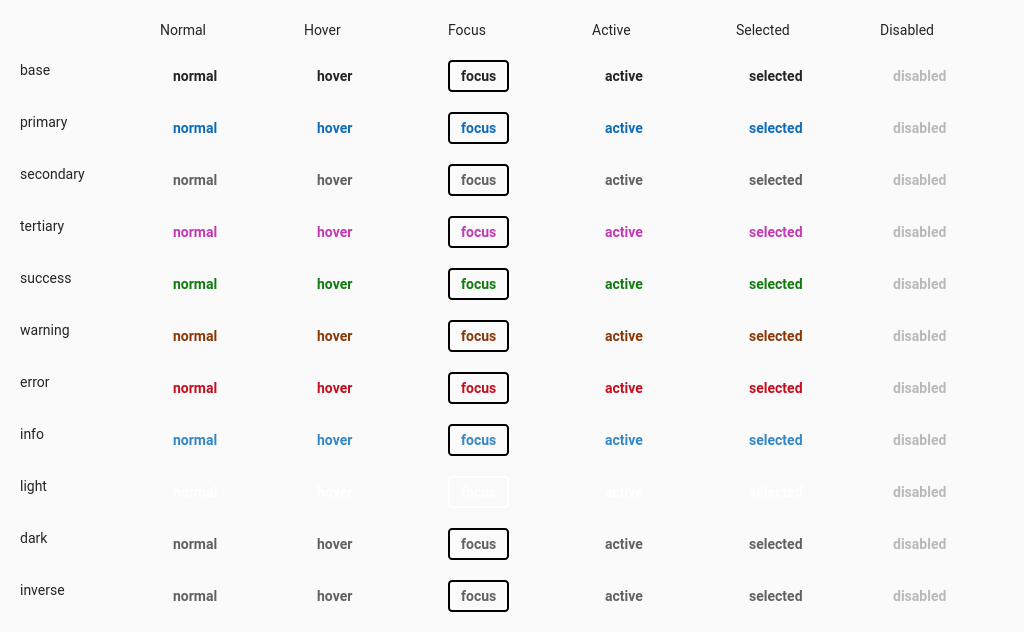 Normal Hover Focus Active Selected Disabled
base normal hover focus active selected disabled
primary normal hover focus active selected disabled
secondary normal hover focus active selected disabled
tertiary normal hover focus active selected disabled
success normal hover focus active selected disabled
warning normal hover focus active selected disabled
error normal hover focus active selected disabled
info normal hover focus active selected disabled
light normal hover focus active selected disabled
dark normal hover focus active selected disabled
inverse normal hover focus active selected disabled